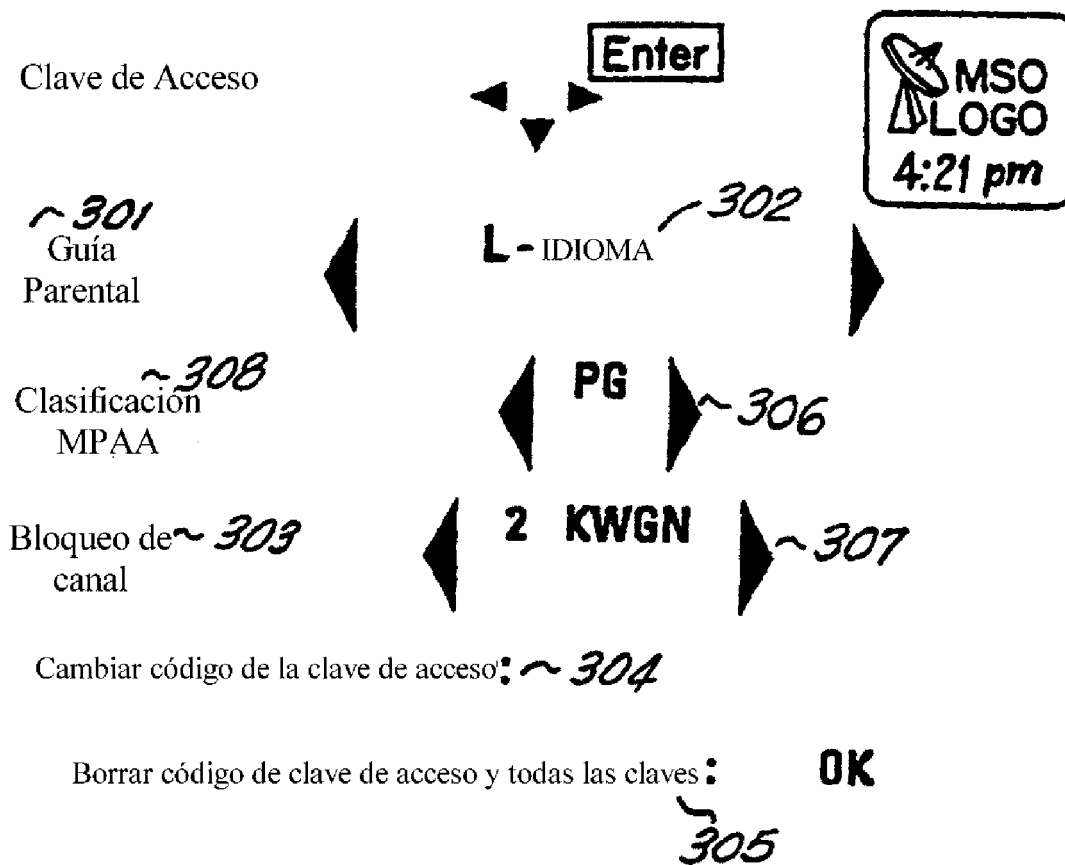 Clave de Acceso
Enter
MSO
LOGO
4:21 pm
~301
Guía
Parental
L - IDIOMA
302
~308
Clasificación
MPAA
PG
~306
Bloqueo de ~303
canal
2 KWGN
~307
Cambiar código de la clave de acceso: ~304
Borrar código de clave de acceso y todas las claves: OK
305